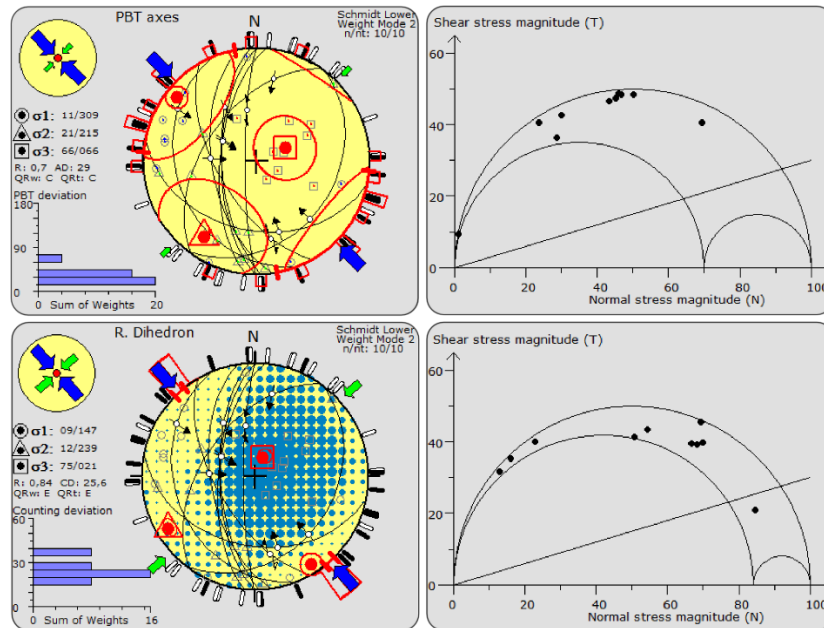 PBT axes
N
Schmidt Lower
Weight Mode 2
n/nt: 10/10
σ1: 11/309
σ2: 21/215
σ3: 66/066
R: 0,7 AD: 29
QRw: C QRt: C
PBT deviation
180
90
0
0 Sum of Weights 20
Shear stress magnitude (T)
60
40
20
0
0 20 40 60 80 100
Normal stress magnitude (N)
R. Dihedron
N
Schmidt Lower
Weight Mode 2
n/nt: 10/10
σ1: 09/147
σ2: 12/239
σ3: 75/021
R: 0,84 CD: 25,6
QRw: E QRt: E
Counting deviation
60
30
0
0 Sum of Weights 16
Shear stress magnitude (T)
60
40
20
0
0 20 40 60 80 100
Normal stress magnitude (N)